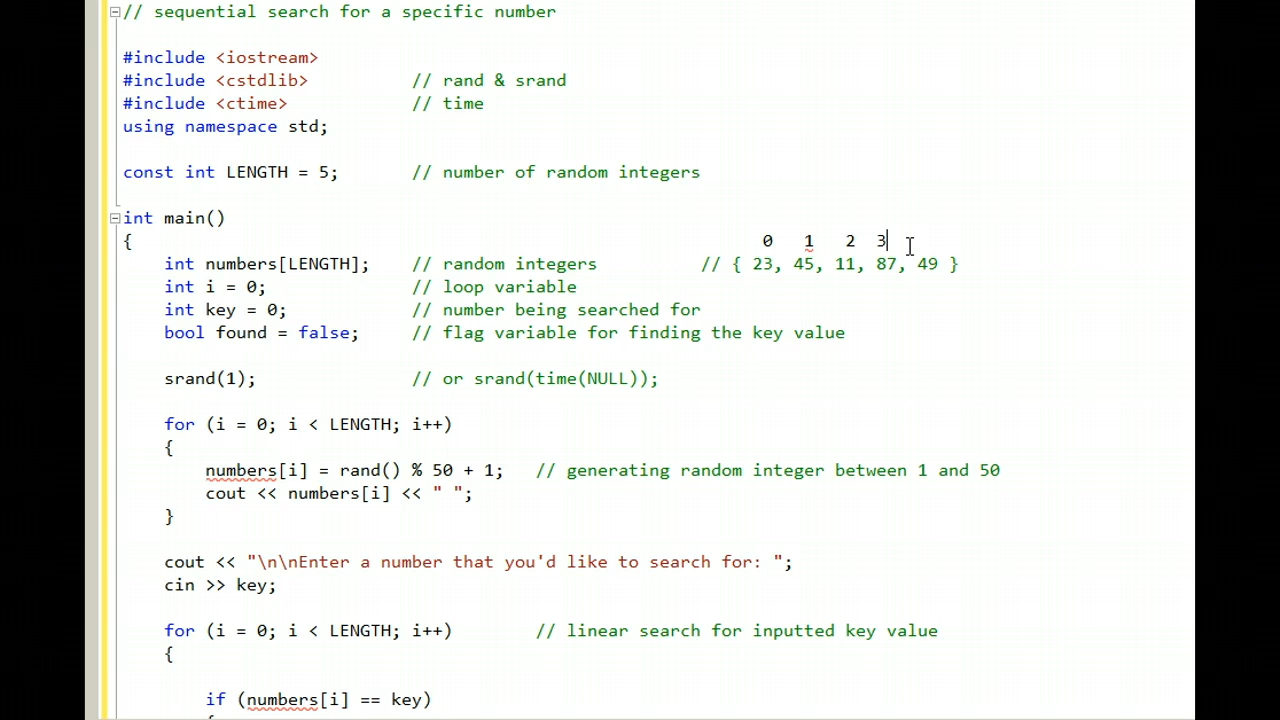 // sequential search for a specific number
#include <iostream>
#include <cstdlib> // rand & srand
#include <ctime> // time
using namespace std;
const int LENGTH = 5; // number of random integers
int main()
{ 0 1 2 3
int numbers[LENGTH]; // random integers // { 23, 45, 11, 87, 49 }
int i = 0; // loop variable
int key = 0; // number being searched for
bool found = false; // flag variable for finding the key value
srand(1); // or srand(time(NULL));
for (i = 0; i < LENGTH; i++)
{
numbers[i] = rand() % 50 + 1; // generating random integer between 1 and 50
cout << numbers[i] << " ";
}
cout << "\n\nEnter a number that you'd like to search for: ";
cin >> key;
for (i = 0; i < LENGTH; i++) // linear search for inputted key value
{
if (numbers[i] == key)
{